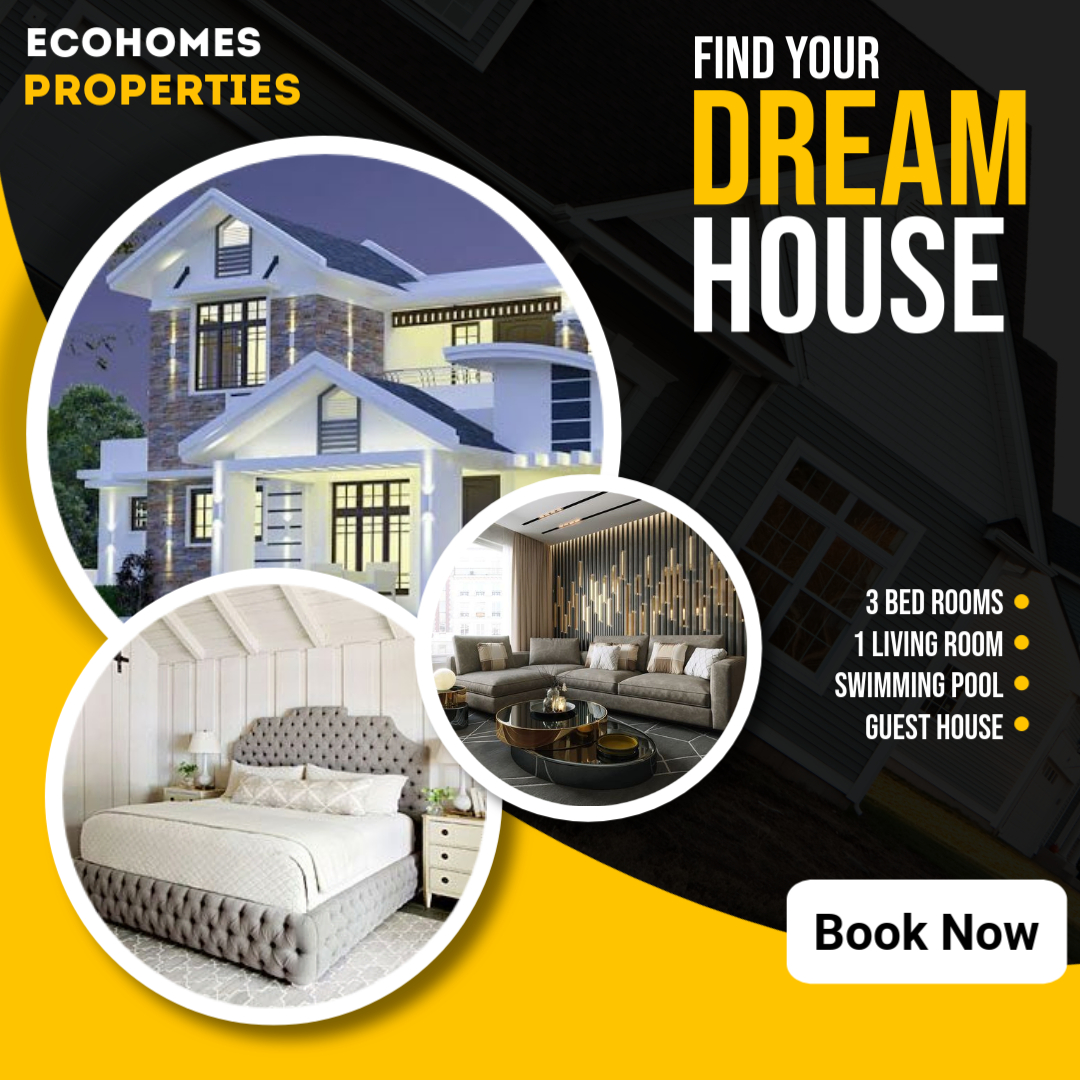 ECOHOMES
PROPERTIES
FIND YOUR
DREAM
HOUSE
3 BED ROOMS
1 LIVING ROOM
SWIMMING POOL
GUEST HOUSE
Book Now